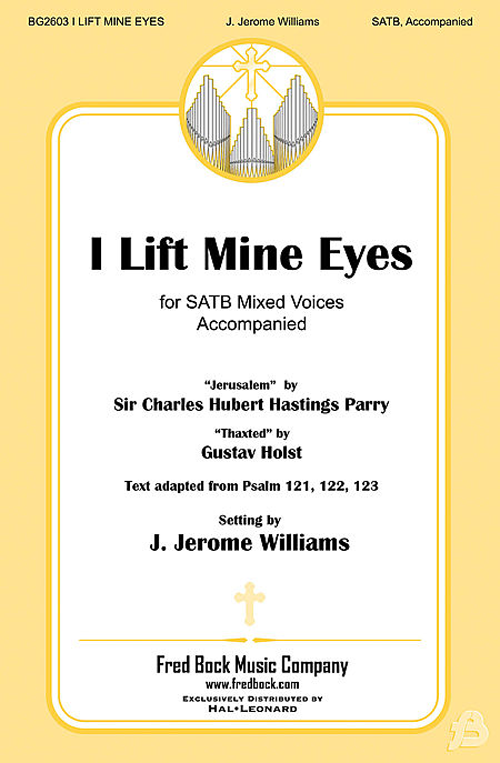 BG2603 I LIFT MINE EYES J. Jerome Williams SATB, Accompanied
I Lift Mine Eyes
for SATB Mixed Voices
Accompanied
“Jerusalem” by
Sir Charles Hubert Hastings Parry
“Thaxted” by
Gustav Holst
Text adapted from Psalm 121, 122, 123
Setting by
J. Jerome Williams
Fred Bock Music Company
www.fredbock.com
Exclusively Distributed by
Hal•Leonard